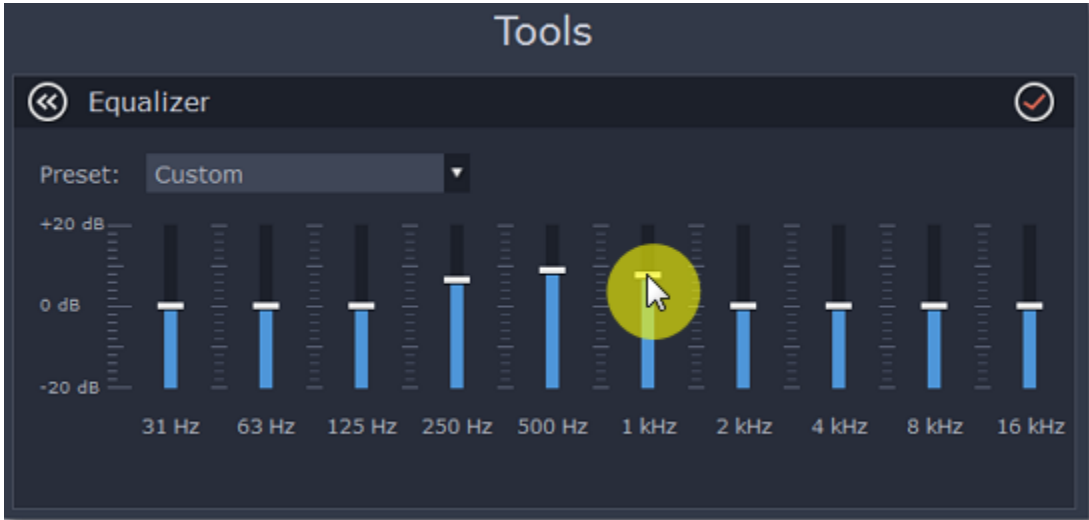 Tools
Equalizer
Preset: Custom
+20 dB
0 dB
-20 dB
31 Hz 63 Hz 125 Hz 250 Hz 500 Hz 1 kHz 2 kHz 4 kHz 8 kHz 16 kHz